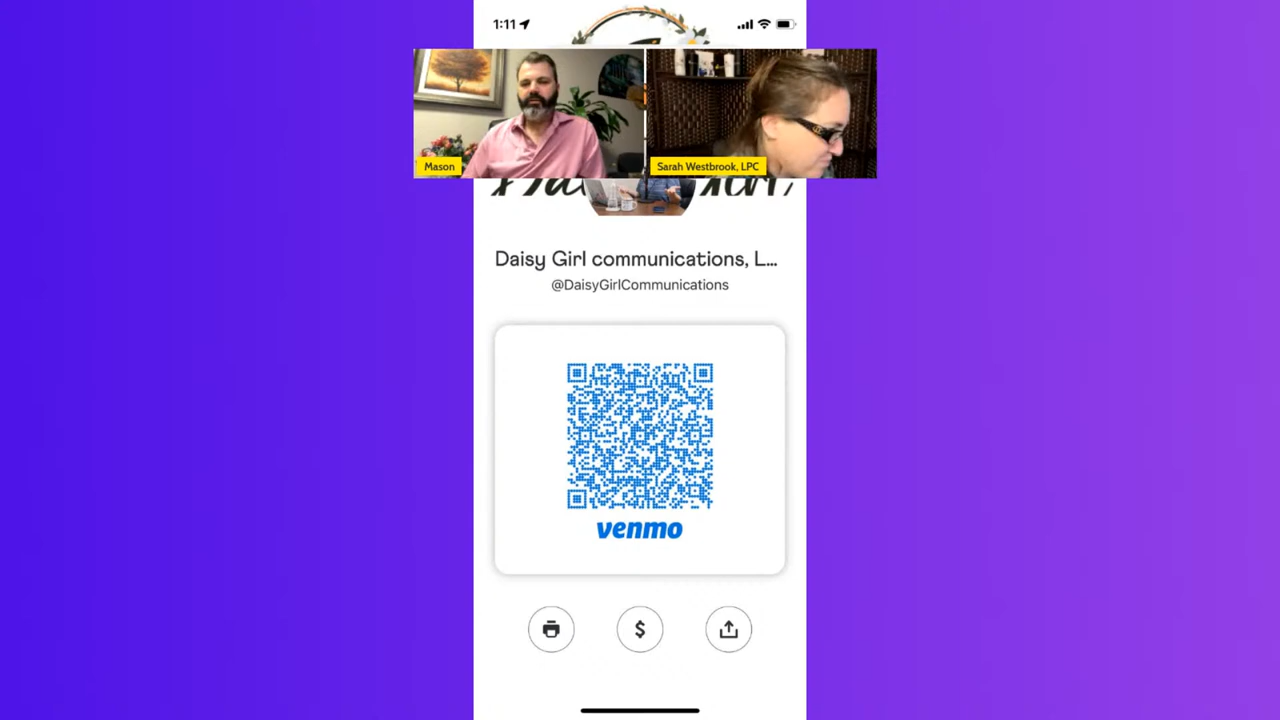 1:11
Mason
Sarah Westbrook, LPC
Daisy Girl communications, L...
@DaisyGirlCommunications
venmo
$